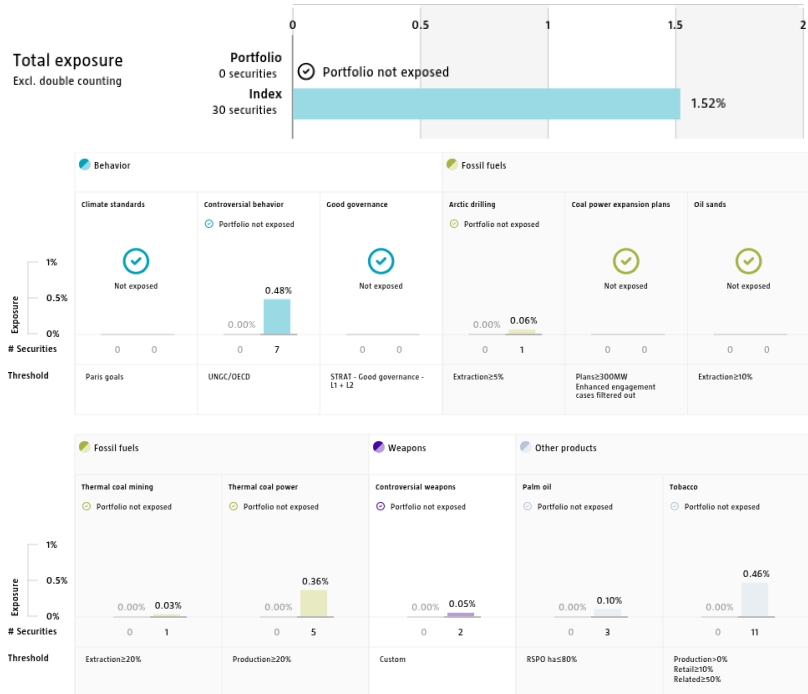 0 0.5 1 1.5 2
Total exposure
Excl. double counting
Portfolio
0 securities
Portfolio not exposed
Index
30 securities
1.52%
Behavior
Fossil fuels
Climate standards
Controversial behavior
Good governance
Arctic drilling
Coal power expansion plans
Oil sands
Portfolio not exposed
Portfolio not exposed
Not exposed
Not exposed
Not exposed
Not exposed
Exposure
1%
0.5%
0%
0.00% 0.48%
0.00% 0.06%
# Securities
0 0
0 7
0 0
0 1
0 0
0 0
Threshold
Paris goals
UNGC/OECD
STRAT - Good governance -
L1 + L2
Extraction≥5%
Plans≥300MW
Enhanced engagement
cases filtered out
Extraction≥10%
Fossil fuels
Weapons
Other products
Thermal coal mining
Thermal coal power
Controversial weapons
Palm oil
Tobacco
Portfolio not exposed
Portfolio not exposed
Portfolio not exposed
Portfolio not exposed
Portfolio not exposed
Exposure
1%
0.5%
0%
0.00% 0.03%
0.00% 0.36%
0.00% 0.05%
0.00% 0.10%
0.00% 0.46%
# Securities
0 1
0 5
0 2
0 3
0 11
Threshold
Extraction≥20%
Production≥20%
Custom
RSPO ha≤80%
Production>0%
Retail≥10%
Related≥50%